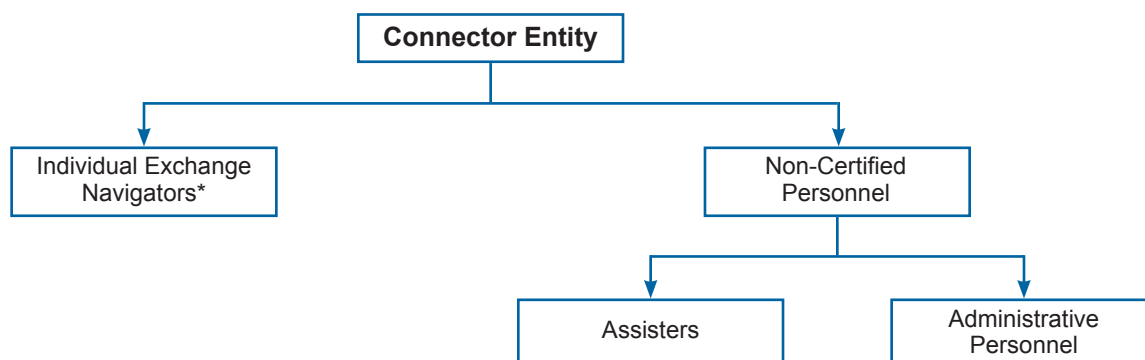 Connector Entity
Individual Exchange
Navigators*
Non-Certified
Personnel
Assisters
Administrative
Personnel